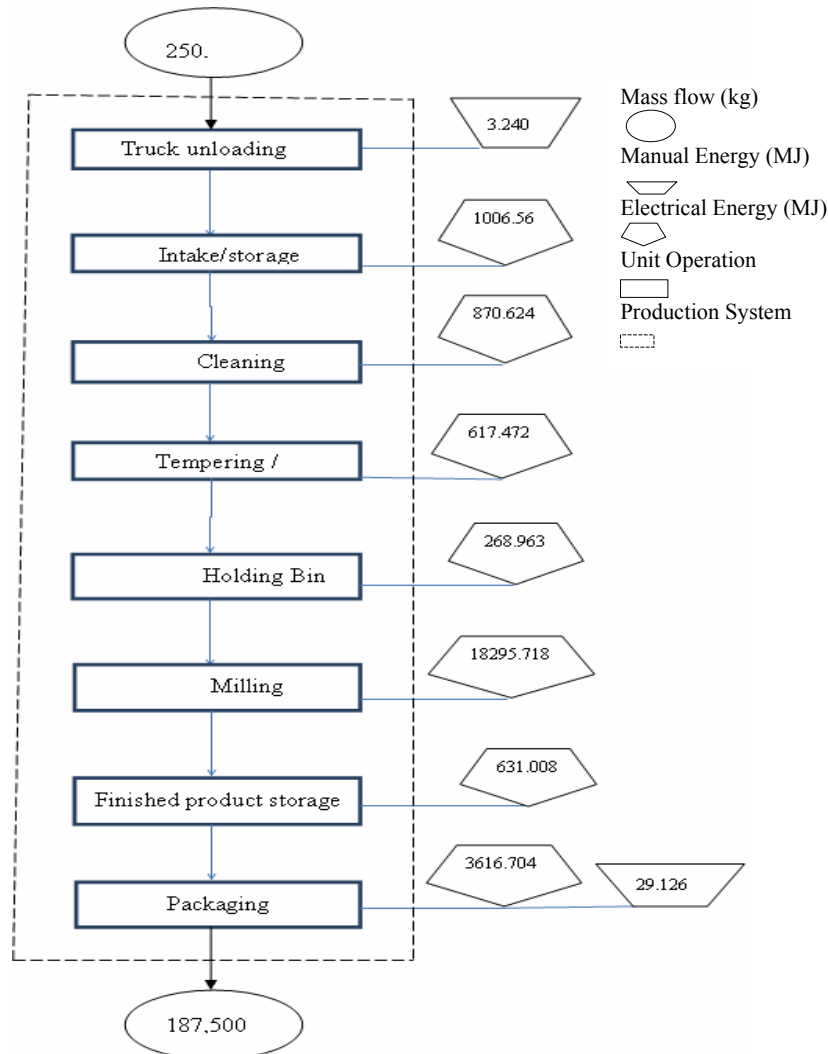 250.
Truck unloading
3.240
Intake/storage
1006.56
Cleaning
870.624
Tempering /
617.472
Holding Bin
268.963
Milling
18295.718
Finished product storage
631.008
Packaging
3616.704
29.126
187,500
Mass flow (kg)
Manual Energy (MJ)
Electrical Energy (MJ)
Unit Operation
Production System